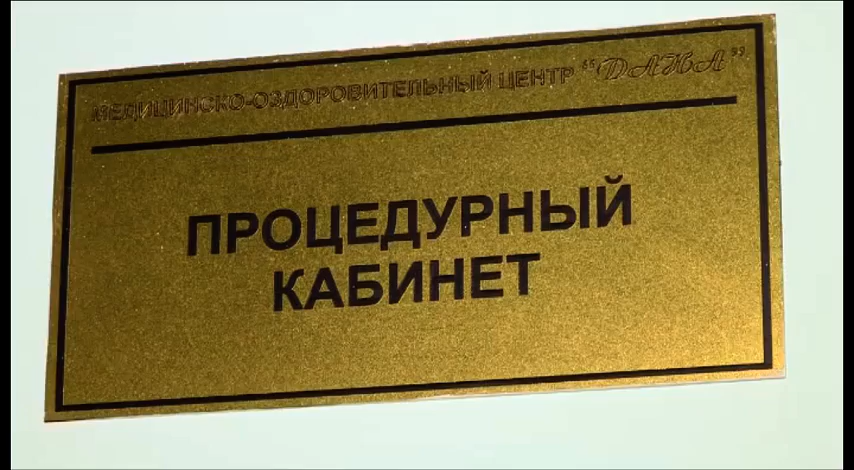 МЕДИЦИНСКО-ОЗДОРОВИТЕЛЬНЫЙ ЦЕНТР “ДАНА”
ПРОЦЕДУРНЫЙ
КАБИНЕТ